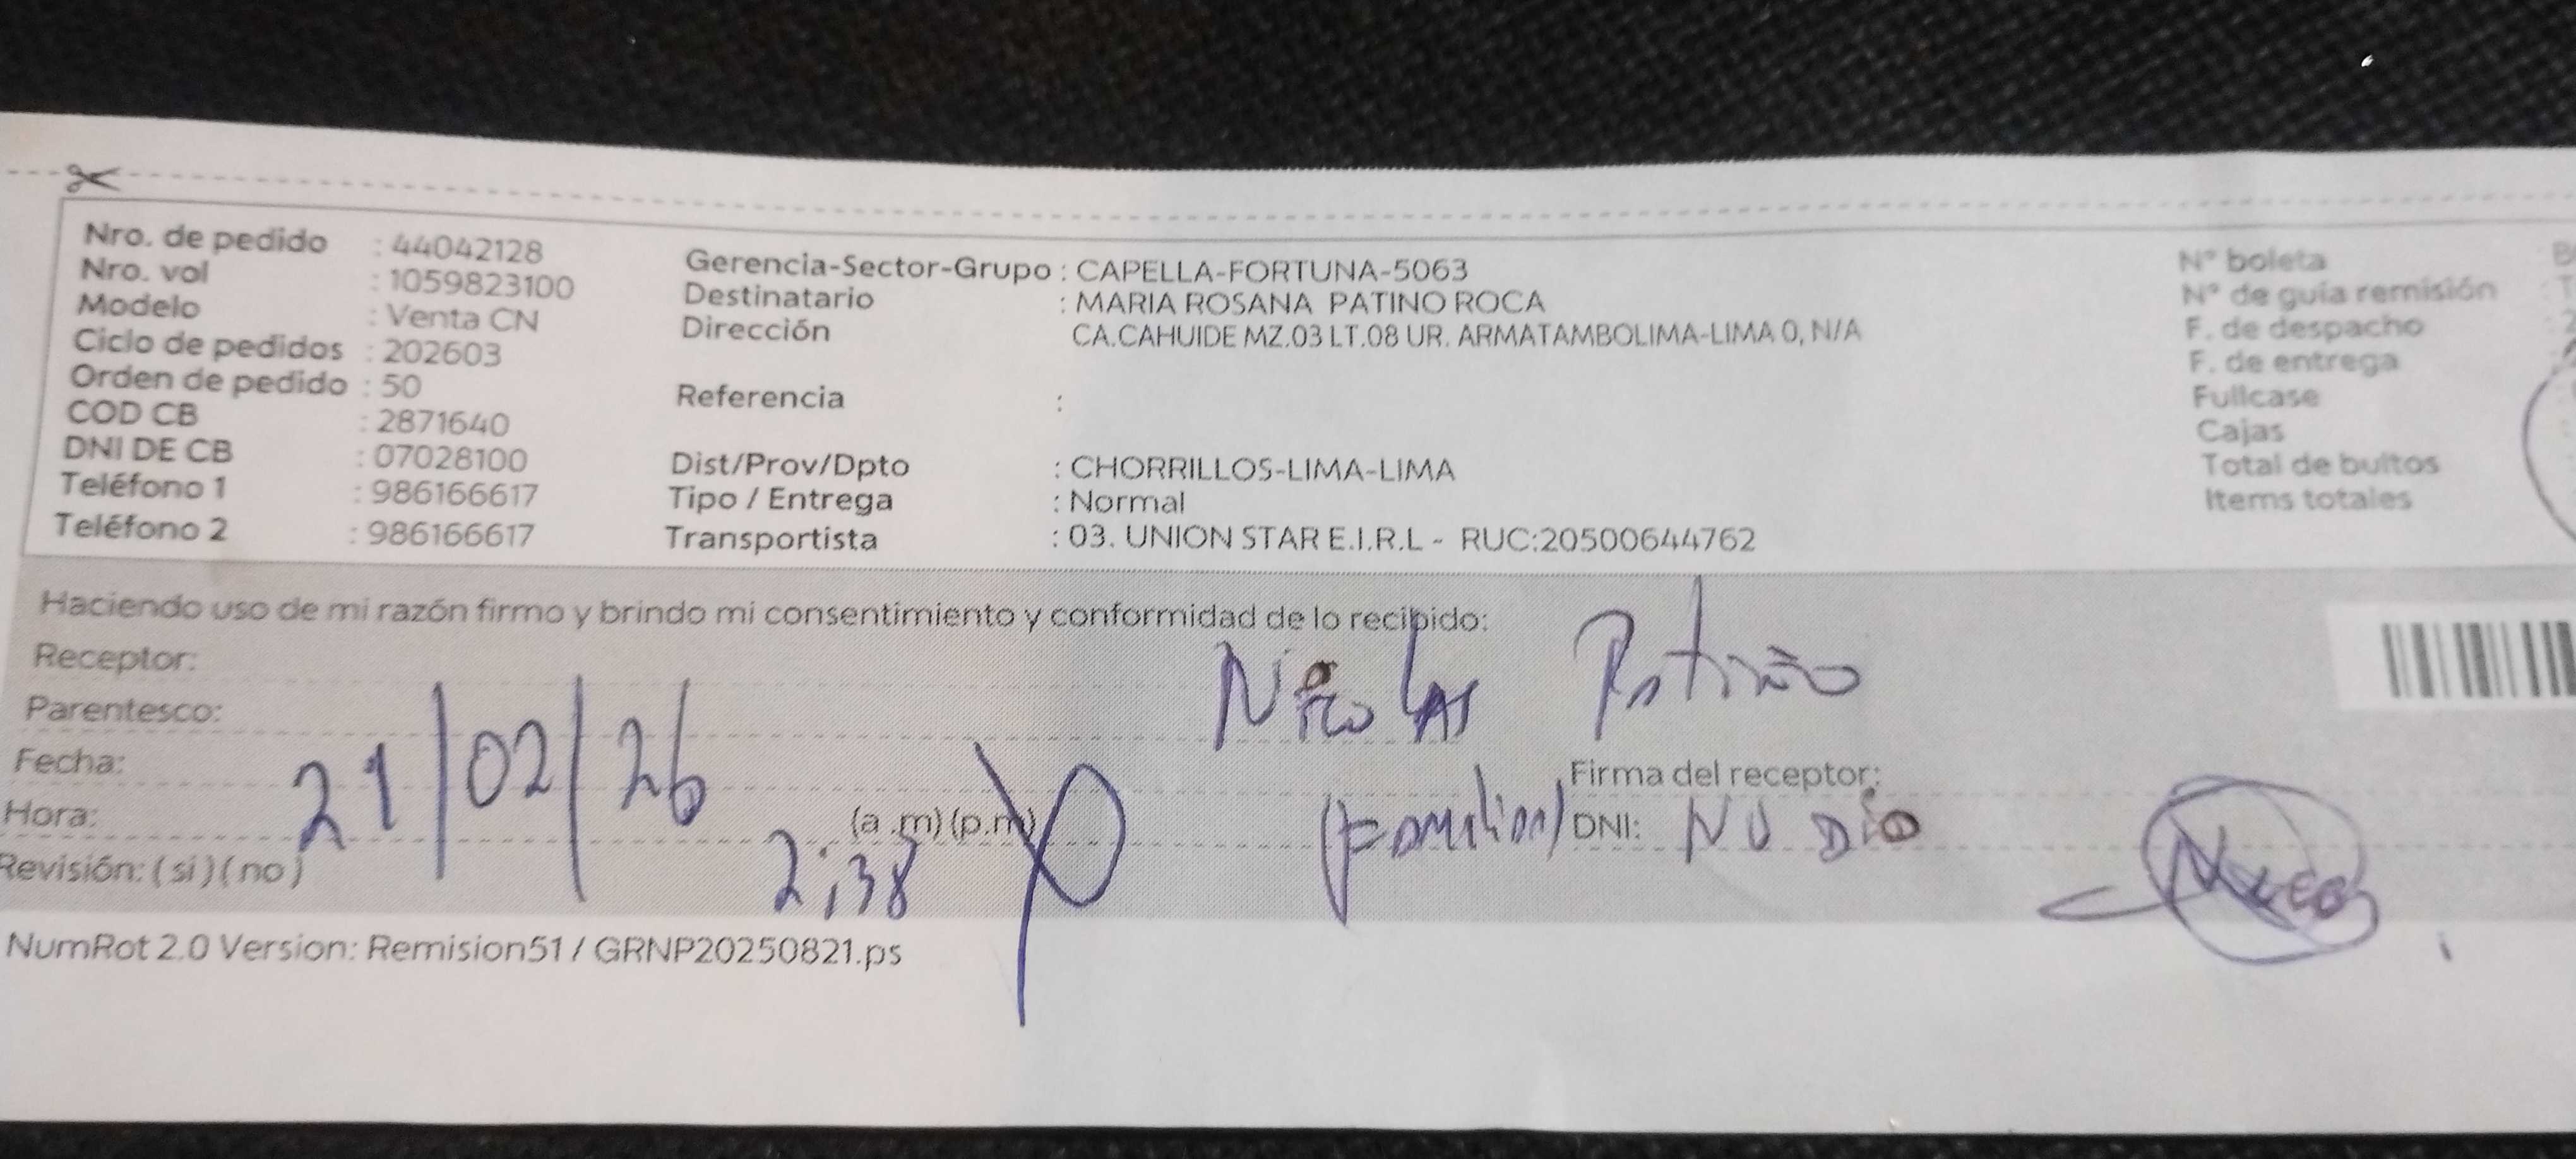 Nro. de pedido : 44042128
Nro. vol : 1059823100
Modelo : Venta CN
Ciclo de pedidos : 202603
Orden de pedido : 50
COD CB : 2871640
DNI DE CB : 07028100
Teléfono 1 : 986166617
Teléfono 2 : 986166617
Gerencia-Sector-Grupo : CAPELLA-FORTUNA-5063
Destinatario : MARIA ROSANA PATINO ROCA
Dirección CA.CAHUIDE MZ.03 LT.08 UR. ARMATAMBOLIMA-LIMA 0, N/A
Referencia :
Dist/Prov/Dpto : CHORRILLOS-LIMA-LIMA
Tipo / Entrega : Normal
Transportista : 03. UNION STAR E.I.R.L - RUC:20500644762
N° boleta
N° de guia remisión
F. de despacho
F. de entrega
Fullcase
Cajas
Total de bultos
Items totales
Haciendo uso de mi razón firmo y brindo mi consentimiento y conformidad de lo recibido:
Receptor:
Nicolas Patiño
Parentesco:
Fecha: 21/02/26
Firma del receptor:
Hora: (a .m) (p.m)
2:38
(Familiar) DNI: NO DIO
Revisión: ( si ) ( no )
NumRot 2.0 Version: Remision51 / GRNP20250821.ps